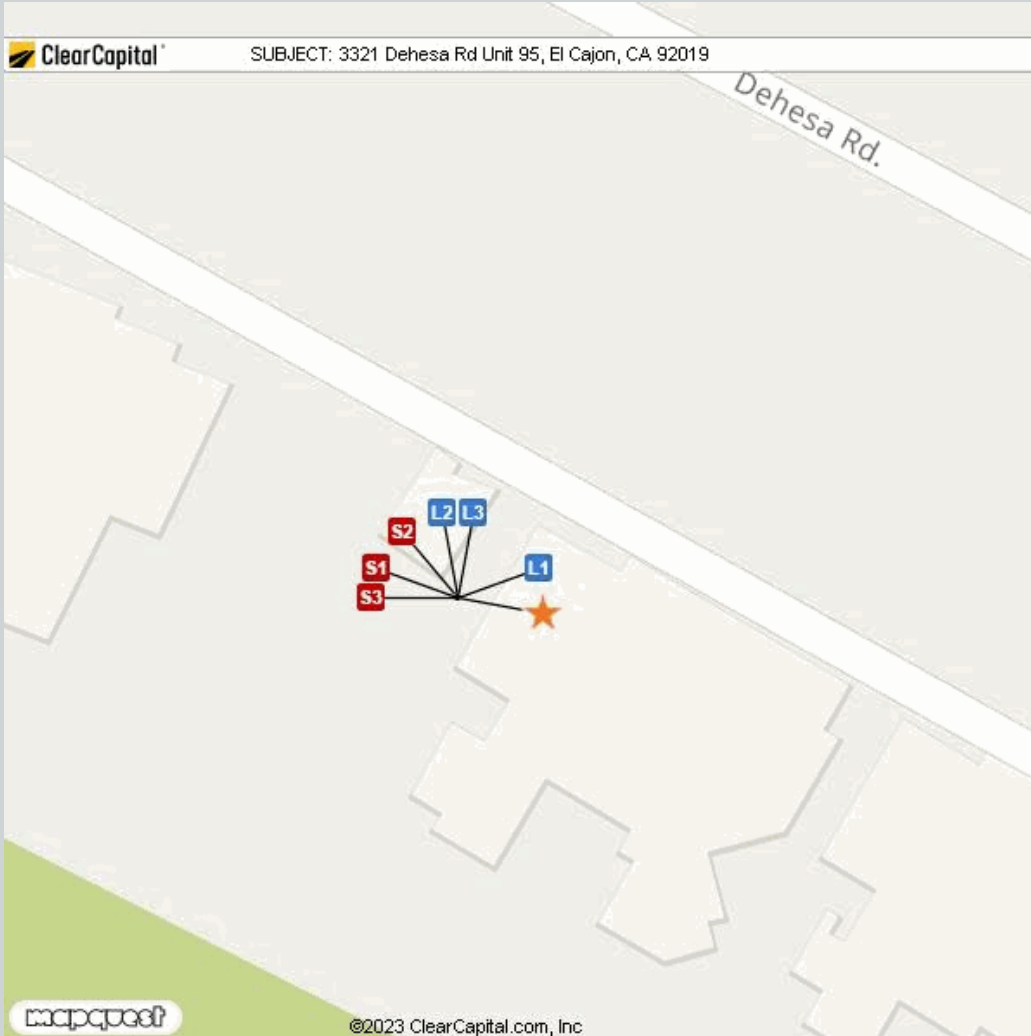 ClearCapital SUBJECT: 3321 Dehesa Rd Unit 95, El Cajon, CA 92019
Dehesa Rd.
L2 L3
S2
S1 L1
S3
mapquest ©2023 ClearCapital.com, Inc